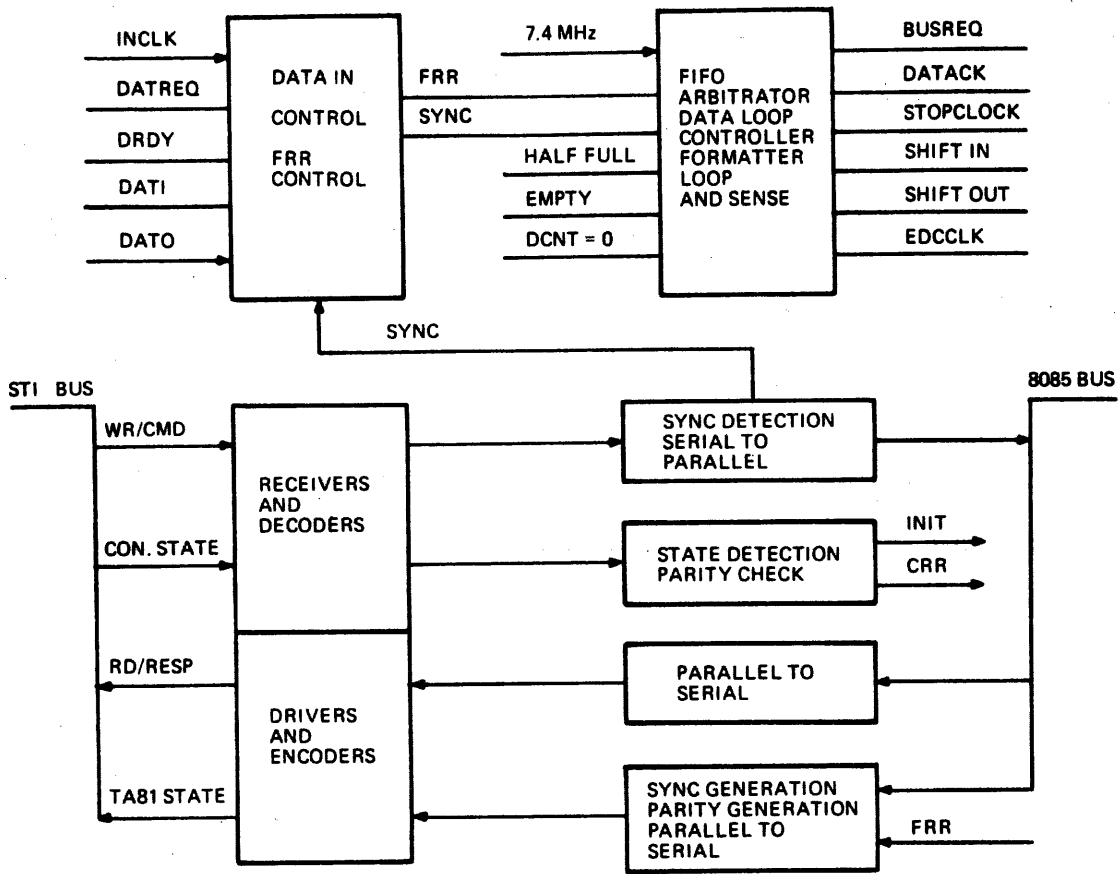 INCLK
DATREQ
DRDY
DATI
DATO
DATA IN
CONTROL
FRR
CONTROL
FRR
SYNC
7.4 MHz
HALF FULL
EMPTY
DCNT = 0
FIFO
ARBITRATOR
DATA LOOP
CONTROLLER
FORMATTER
LOOP
AND SENSE
BUSREQ
DATACK
STOPCLOCK
SHIFT IN
SHIFT OUT
EDCCLK
SYNC
STI BUS
8085 BUS
WR/CMD
CON. STATE
RD/RESP
TA81 STATE
RECEIVERS
AND
DECODERS
DRIVERS
AND
ENCODERS
SYNC DETECTION
SERIAL TO
PARALLEL
STATE DETECTION
PARITY CHECK
INIT
CRR
PARALLEL TO
SERIAL
SYNC GENERATION
PARITY GENERATION
PARALLEL TO
SERIAL
FRR